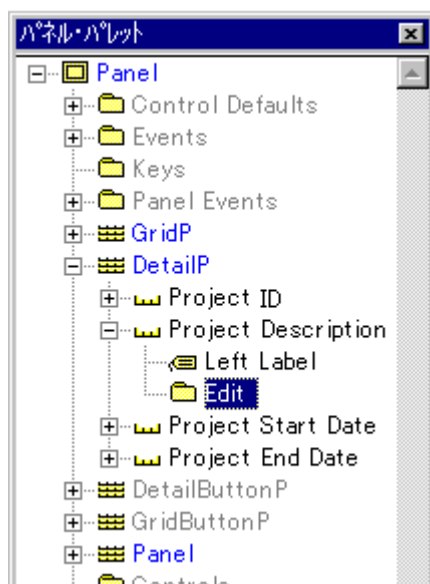 パネル・パレット
Panel
Control Defaults
Events
Keys
Panel Events
GridP
DetailP
Project ID
Project Description
Left Label
Edit
Project Start Date
Project End Date
DetailButtonP
GridButtonP
Panel
Controls